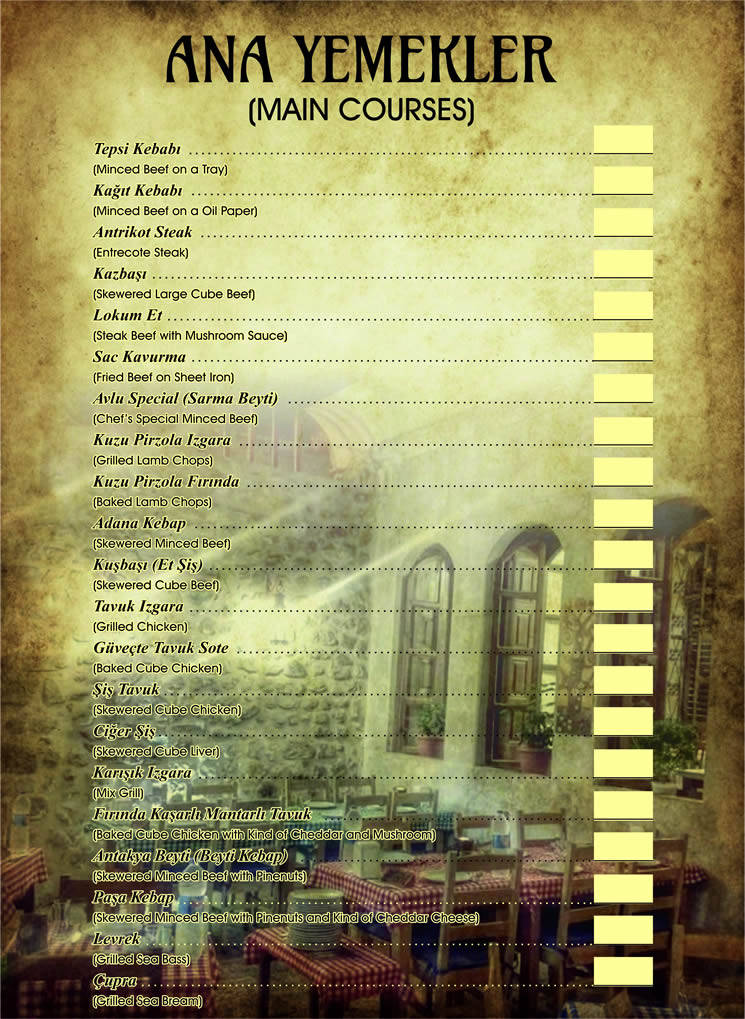 ANA YEMEKLER
(MAIN COURSES)
Tepsi Kebabı
(Minced Beef on a Tray)
Kağıt Kebabı
(Minced Beef on a Oil Paper)
Antrikot Steak
(Entrecote Steak)
Kazbaşı
(Skewered Large Cube Beef)
Lokum Et
(Steak Beef with Mushroom Sauce)
Sac Kavurma
(Fried Beef on Sheet Iron)
Avlu Special (Sarma Beyti)
(Chef's Special Minced Beef)
Kuzu Pirzola Izgara
(Grilled Lamb Chops)
Kuzu Pirzola Fırında
(Baked Lamb Chops)
Adana Kebap
(Skewered Minced Beef)
Kuşbaşı (Et Şiş)
(Skewered Cube Beef)
Tavuk Izgara
(Grilled Chicken)
Güveçte Tavuk Sote
(Baked Cube Chicken)
Şiş Tavuk
(Skewered Cube Chicken)
Ciğer Şiş
(Skewered Cube Liver)
Karışık Izgara
(Mix Grill)
Fırında Kaşarlı Mantarlı Tavuk
(Baked Cube Chicken with Kind of Cheddar and Mushroom)
Antakya Beyti (Beyti Kebap)
(Skewered Minced Beef with Pinenuts)
Paşa Kebap
(Skewered Minced Beef with Pinenuts and Kind of Cheddar Cheese)
Levrek
(Grilled Sea Bass)
Çupra
(Grilled Sea Bream)